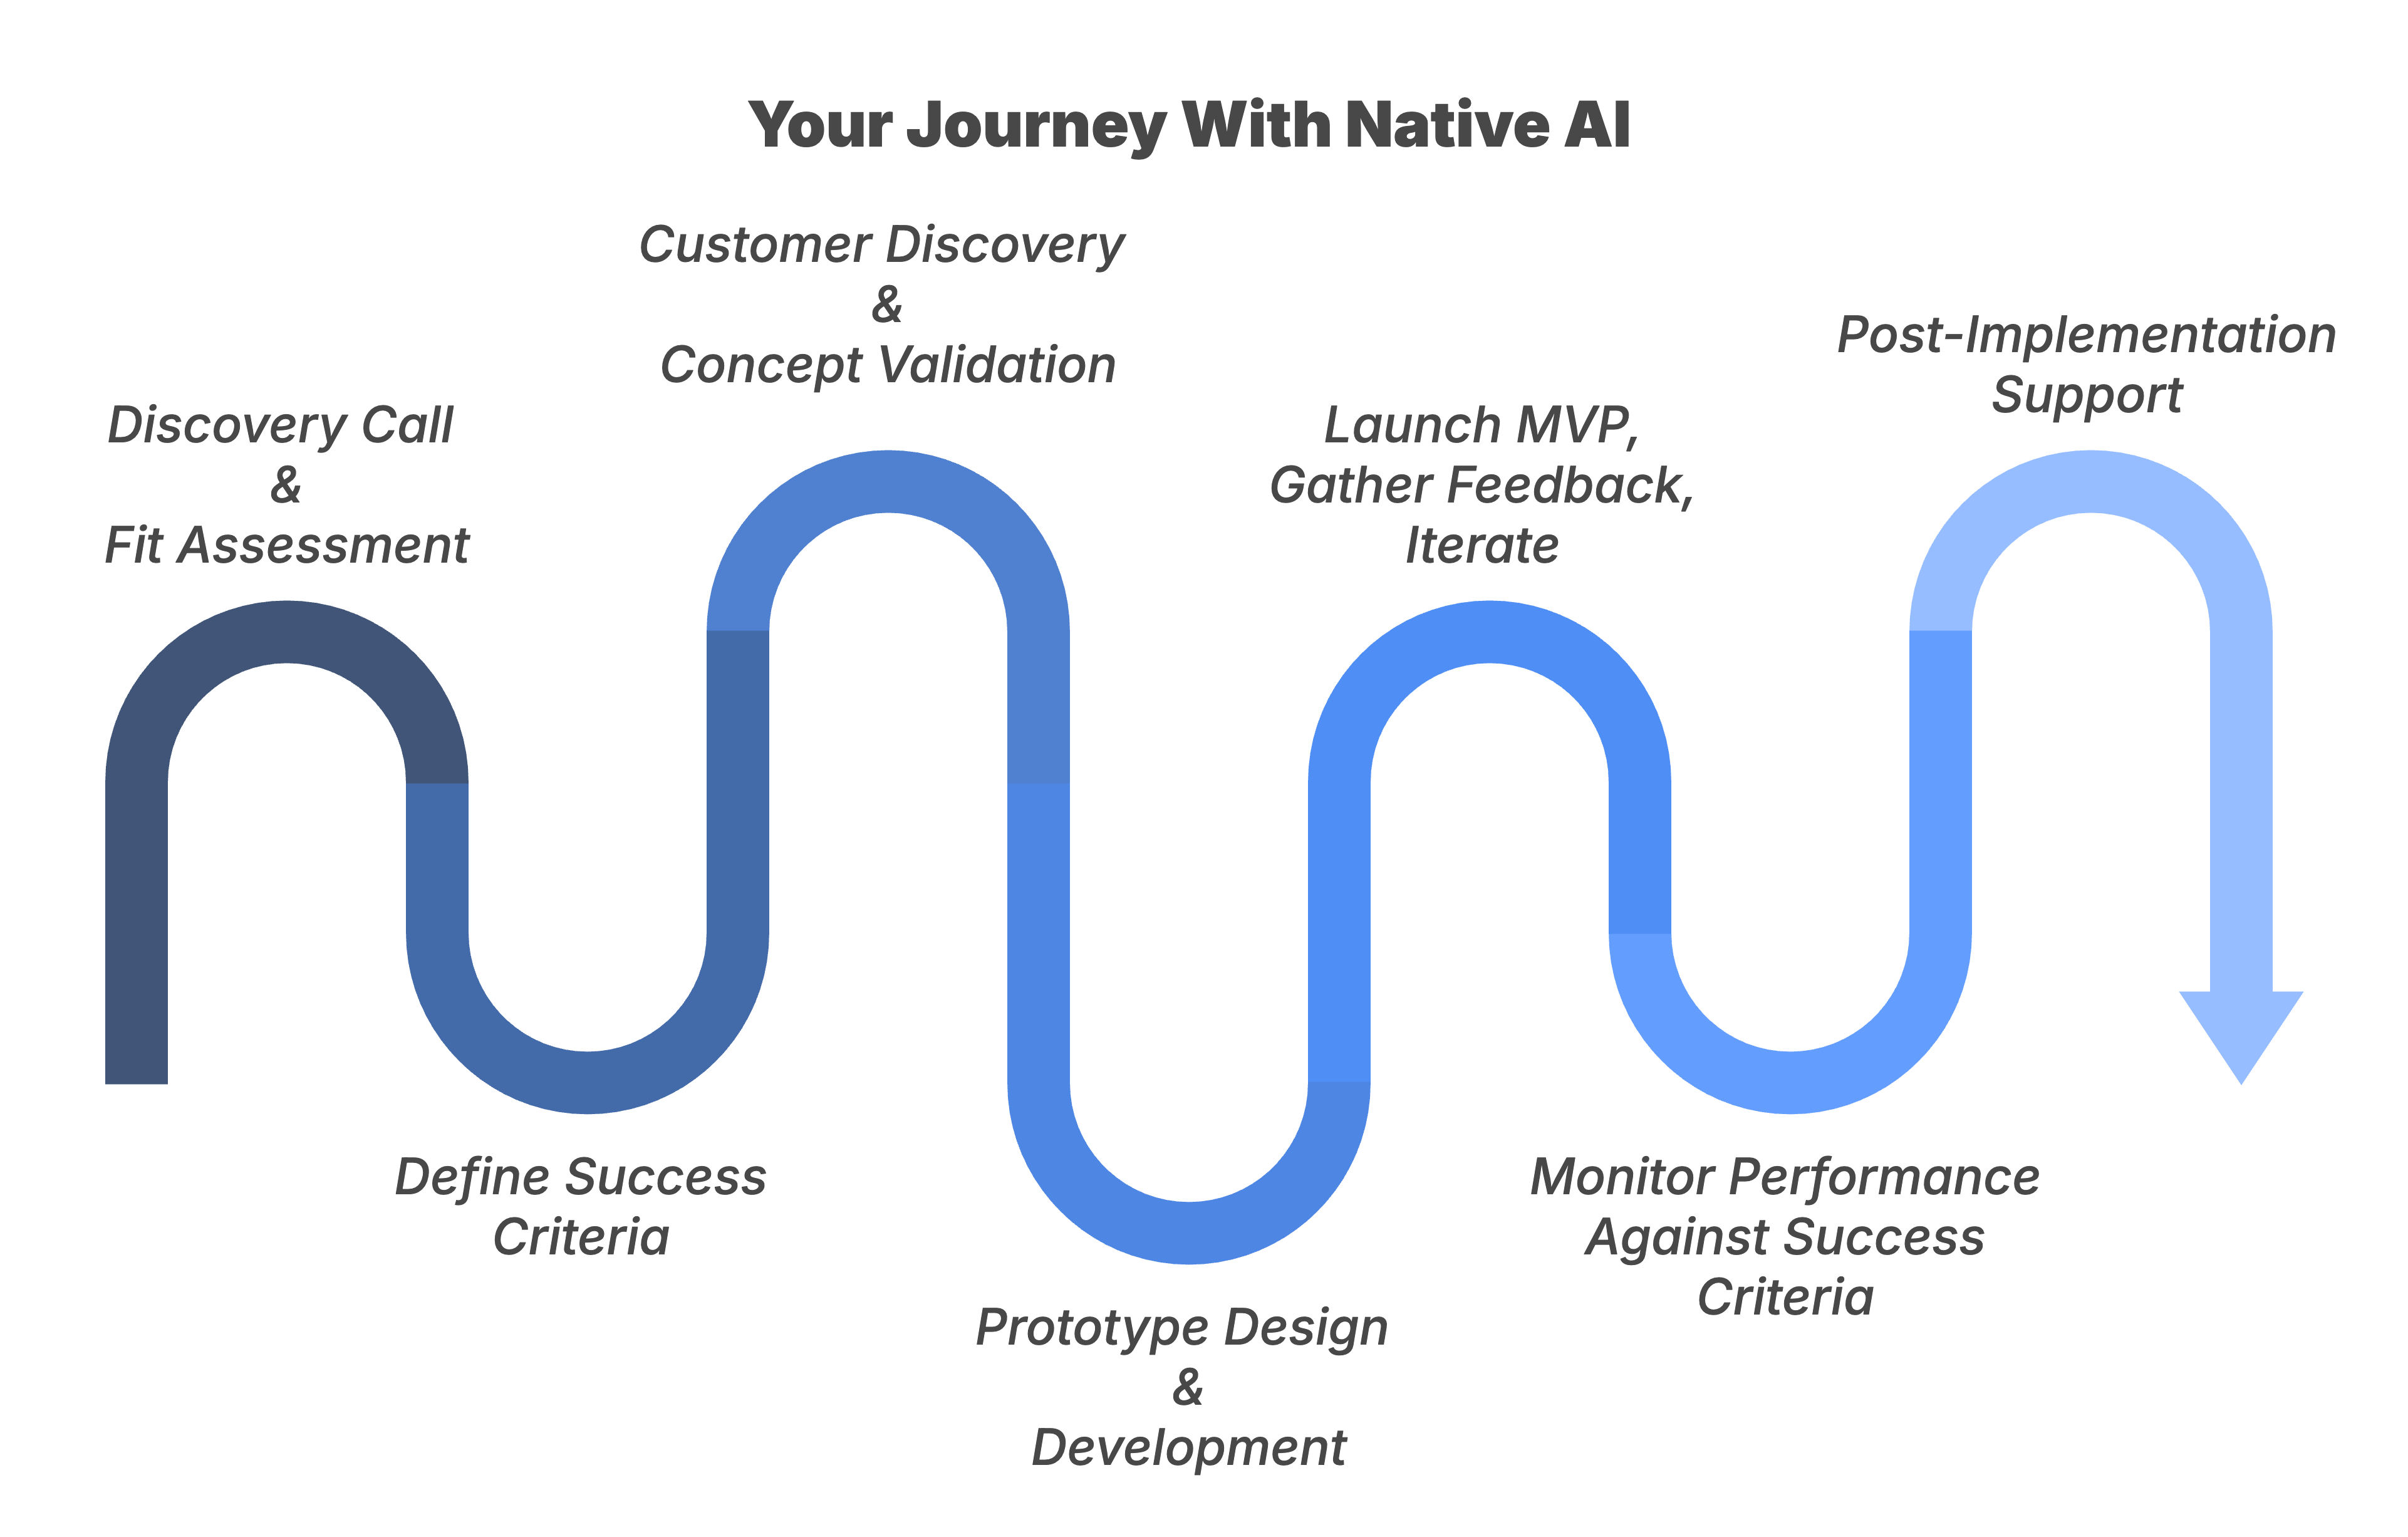 Your Journey With Native AI
Discovery Call
&
Fit Assessment
Define Success
Criteria
Customer Discovery
&
Concept Validation
Prototype Design
&
Development
Launch MVP,
Gather Feedback,
Iterate
Monitor Performance
Against Success
Criteria
Post-Implementation
Support